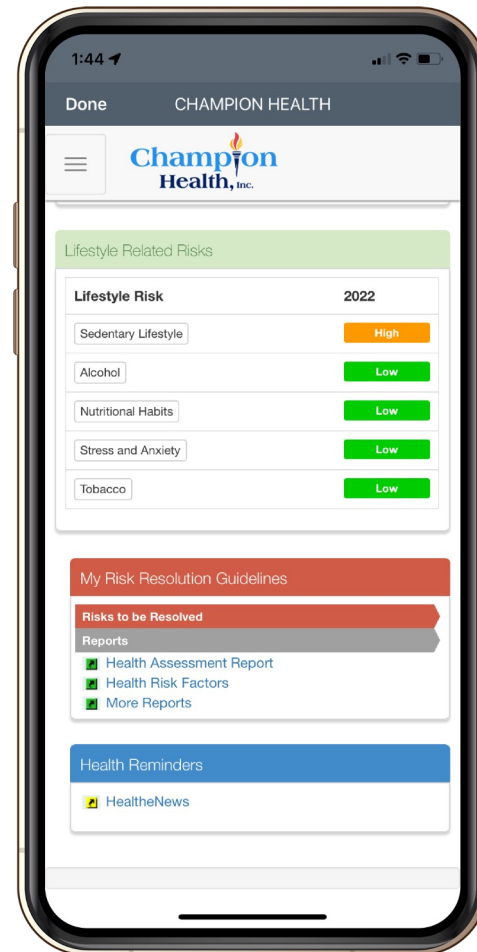 1:44
Done CHAMPION HEALTH
Champion
Health, Inc.
Lifestyle Related Risks
Lifestyle Risk 2022
Sedentary Lifestyle High
Alcohol Low
Nutritional Habits Low
Stress and Anxiety Low
Tobacco Low
My Risk Resolution Guidelines
Risks to be Resolved
Reports
Health Assessment Report
Health Risk Factors
More Reports
Health Reminders
HealtheNews